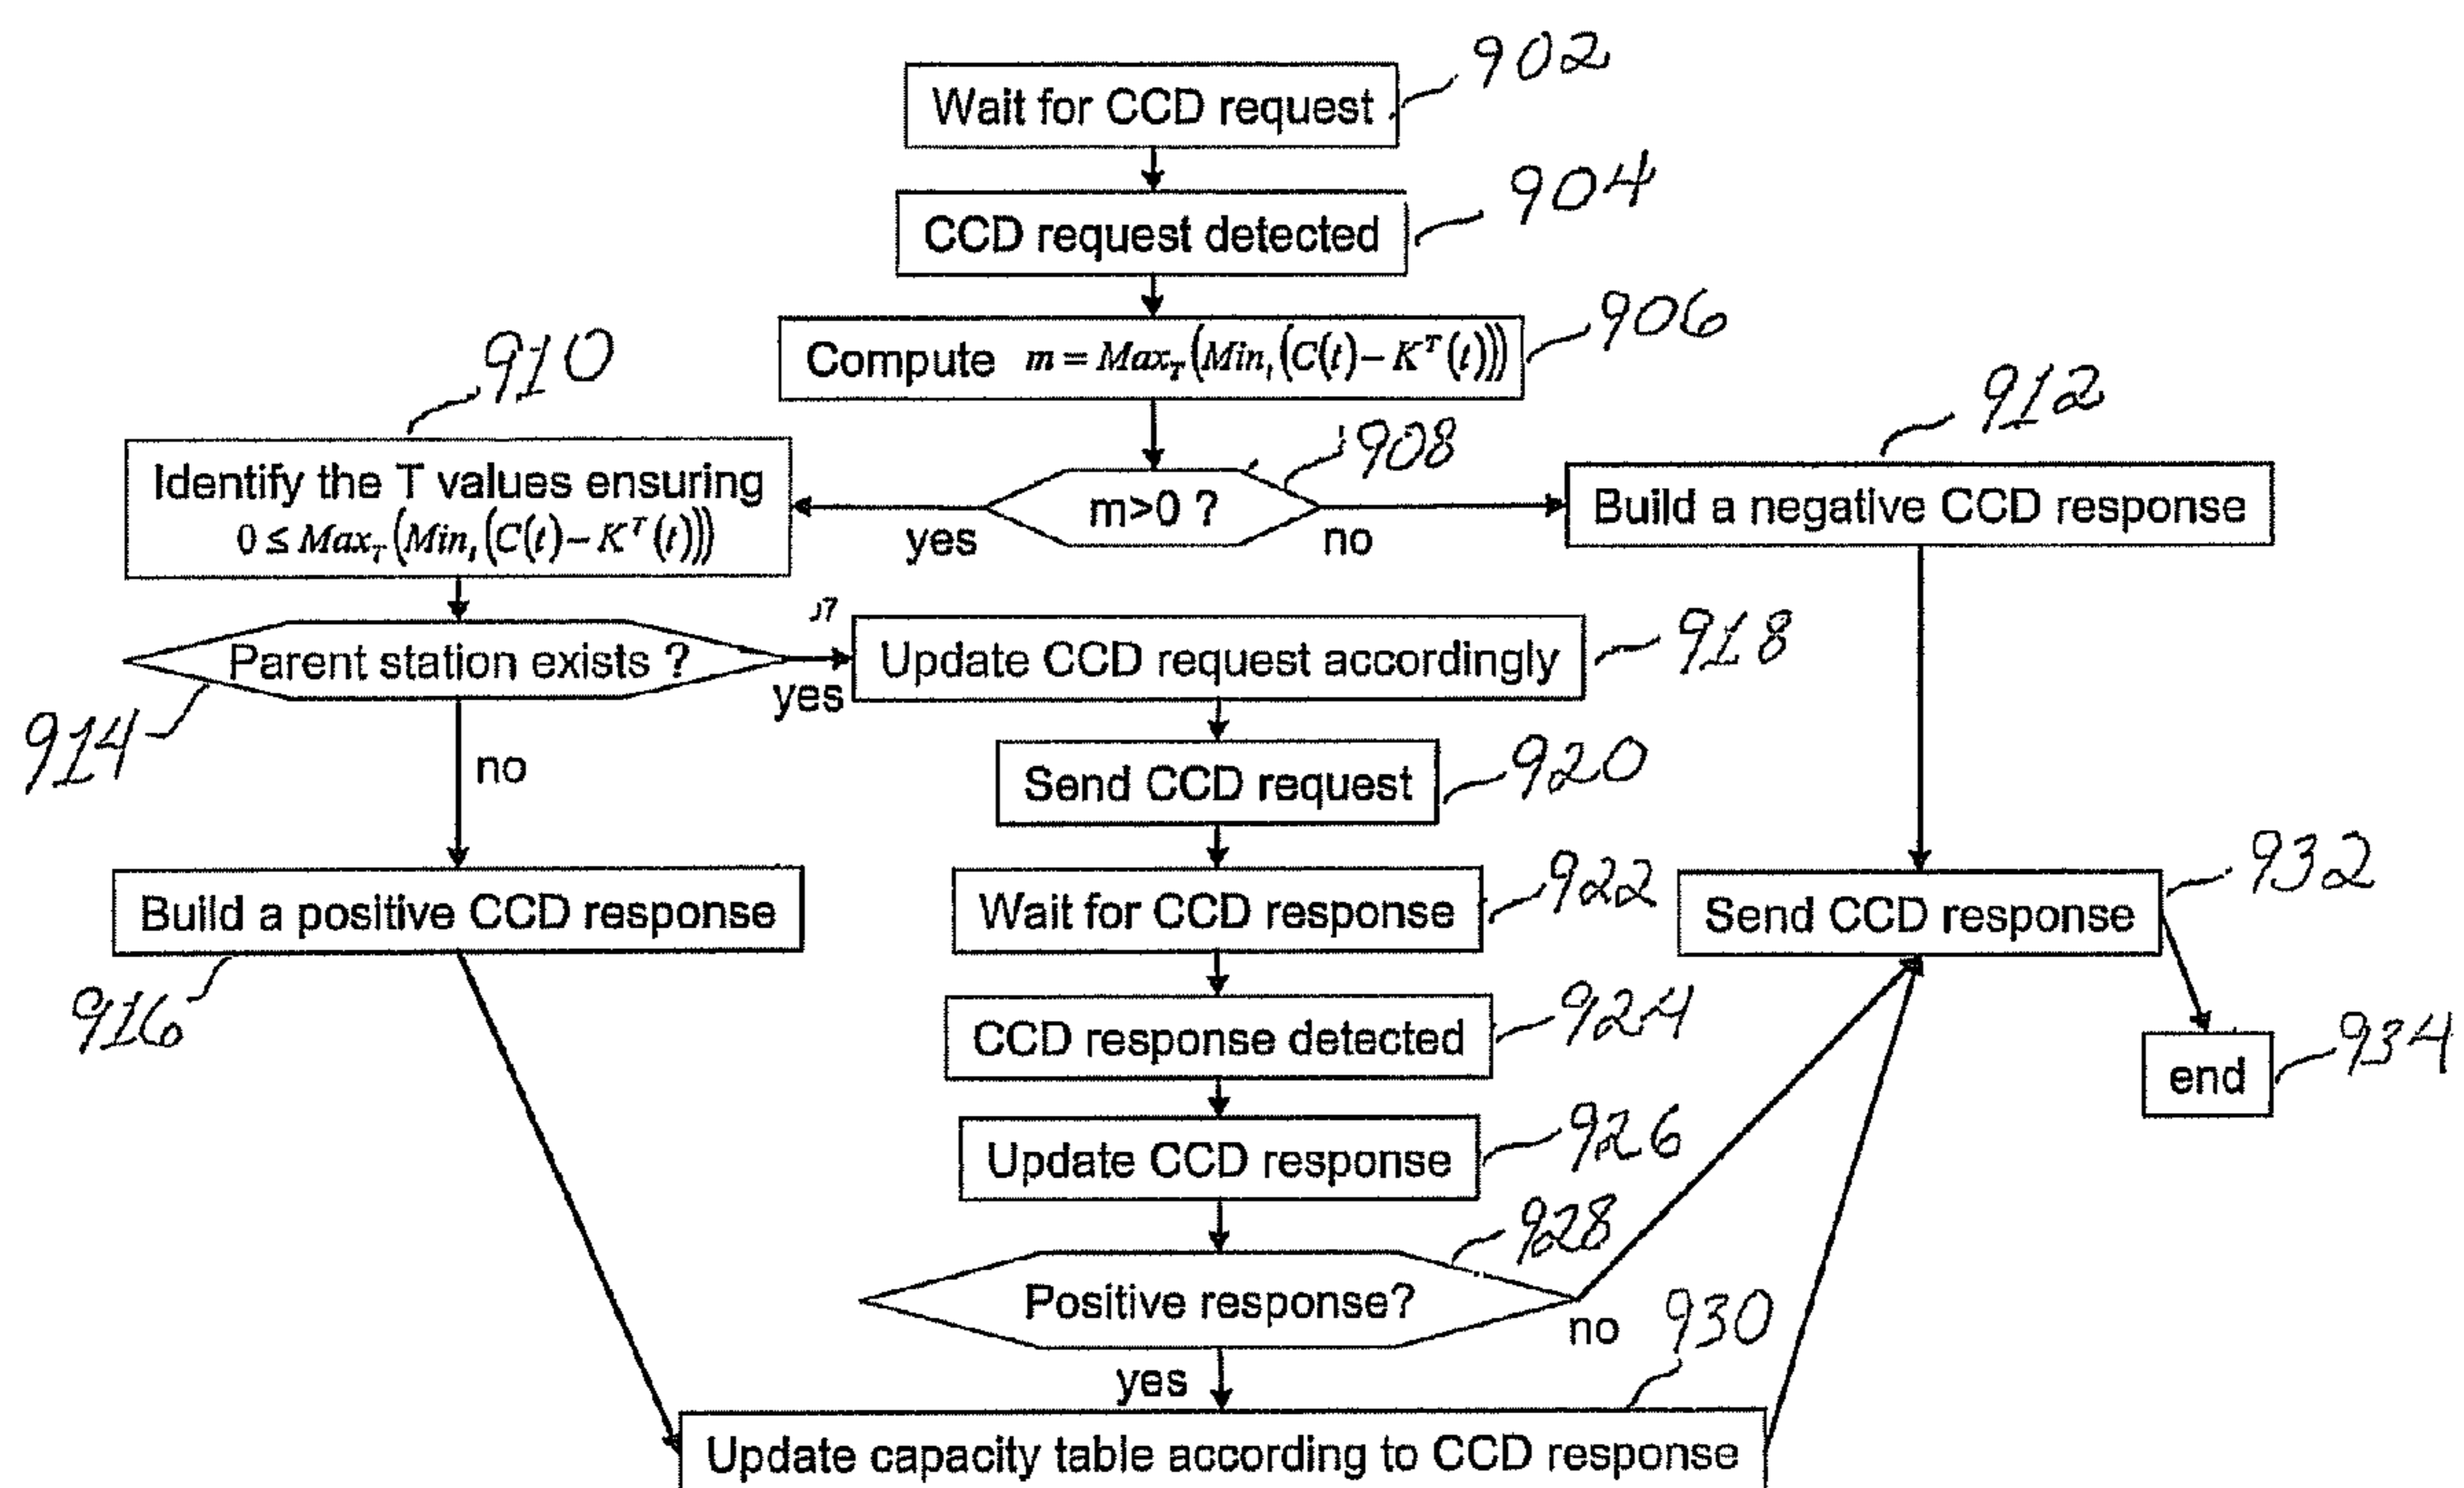 902
Wait for CCD request
904
CCD request detected
906
Compute m = Max_T(Min_t(C(t) − K^T(t)))
910
908
912
Identify the T values ensuring
0 ≤ Max_T(Min_t(C(t) − K^T(t)))
m>0 ?
yes
no
Build a negative CCD response
Parent station exists ?
yes
Update CCD request accordingly
918
914
no
Send CCD request
920
Build a positive CCD response
916
Wait for CCD response
922
Send CCD response
932
CCD response detected
924
end
934
Update CCD response
926
928
Positive response?
no
930
yes
Update capacity table according to CCD response